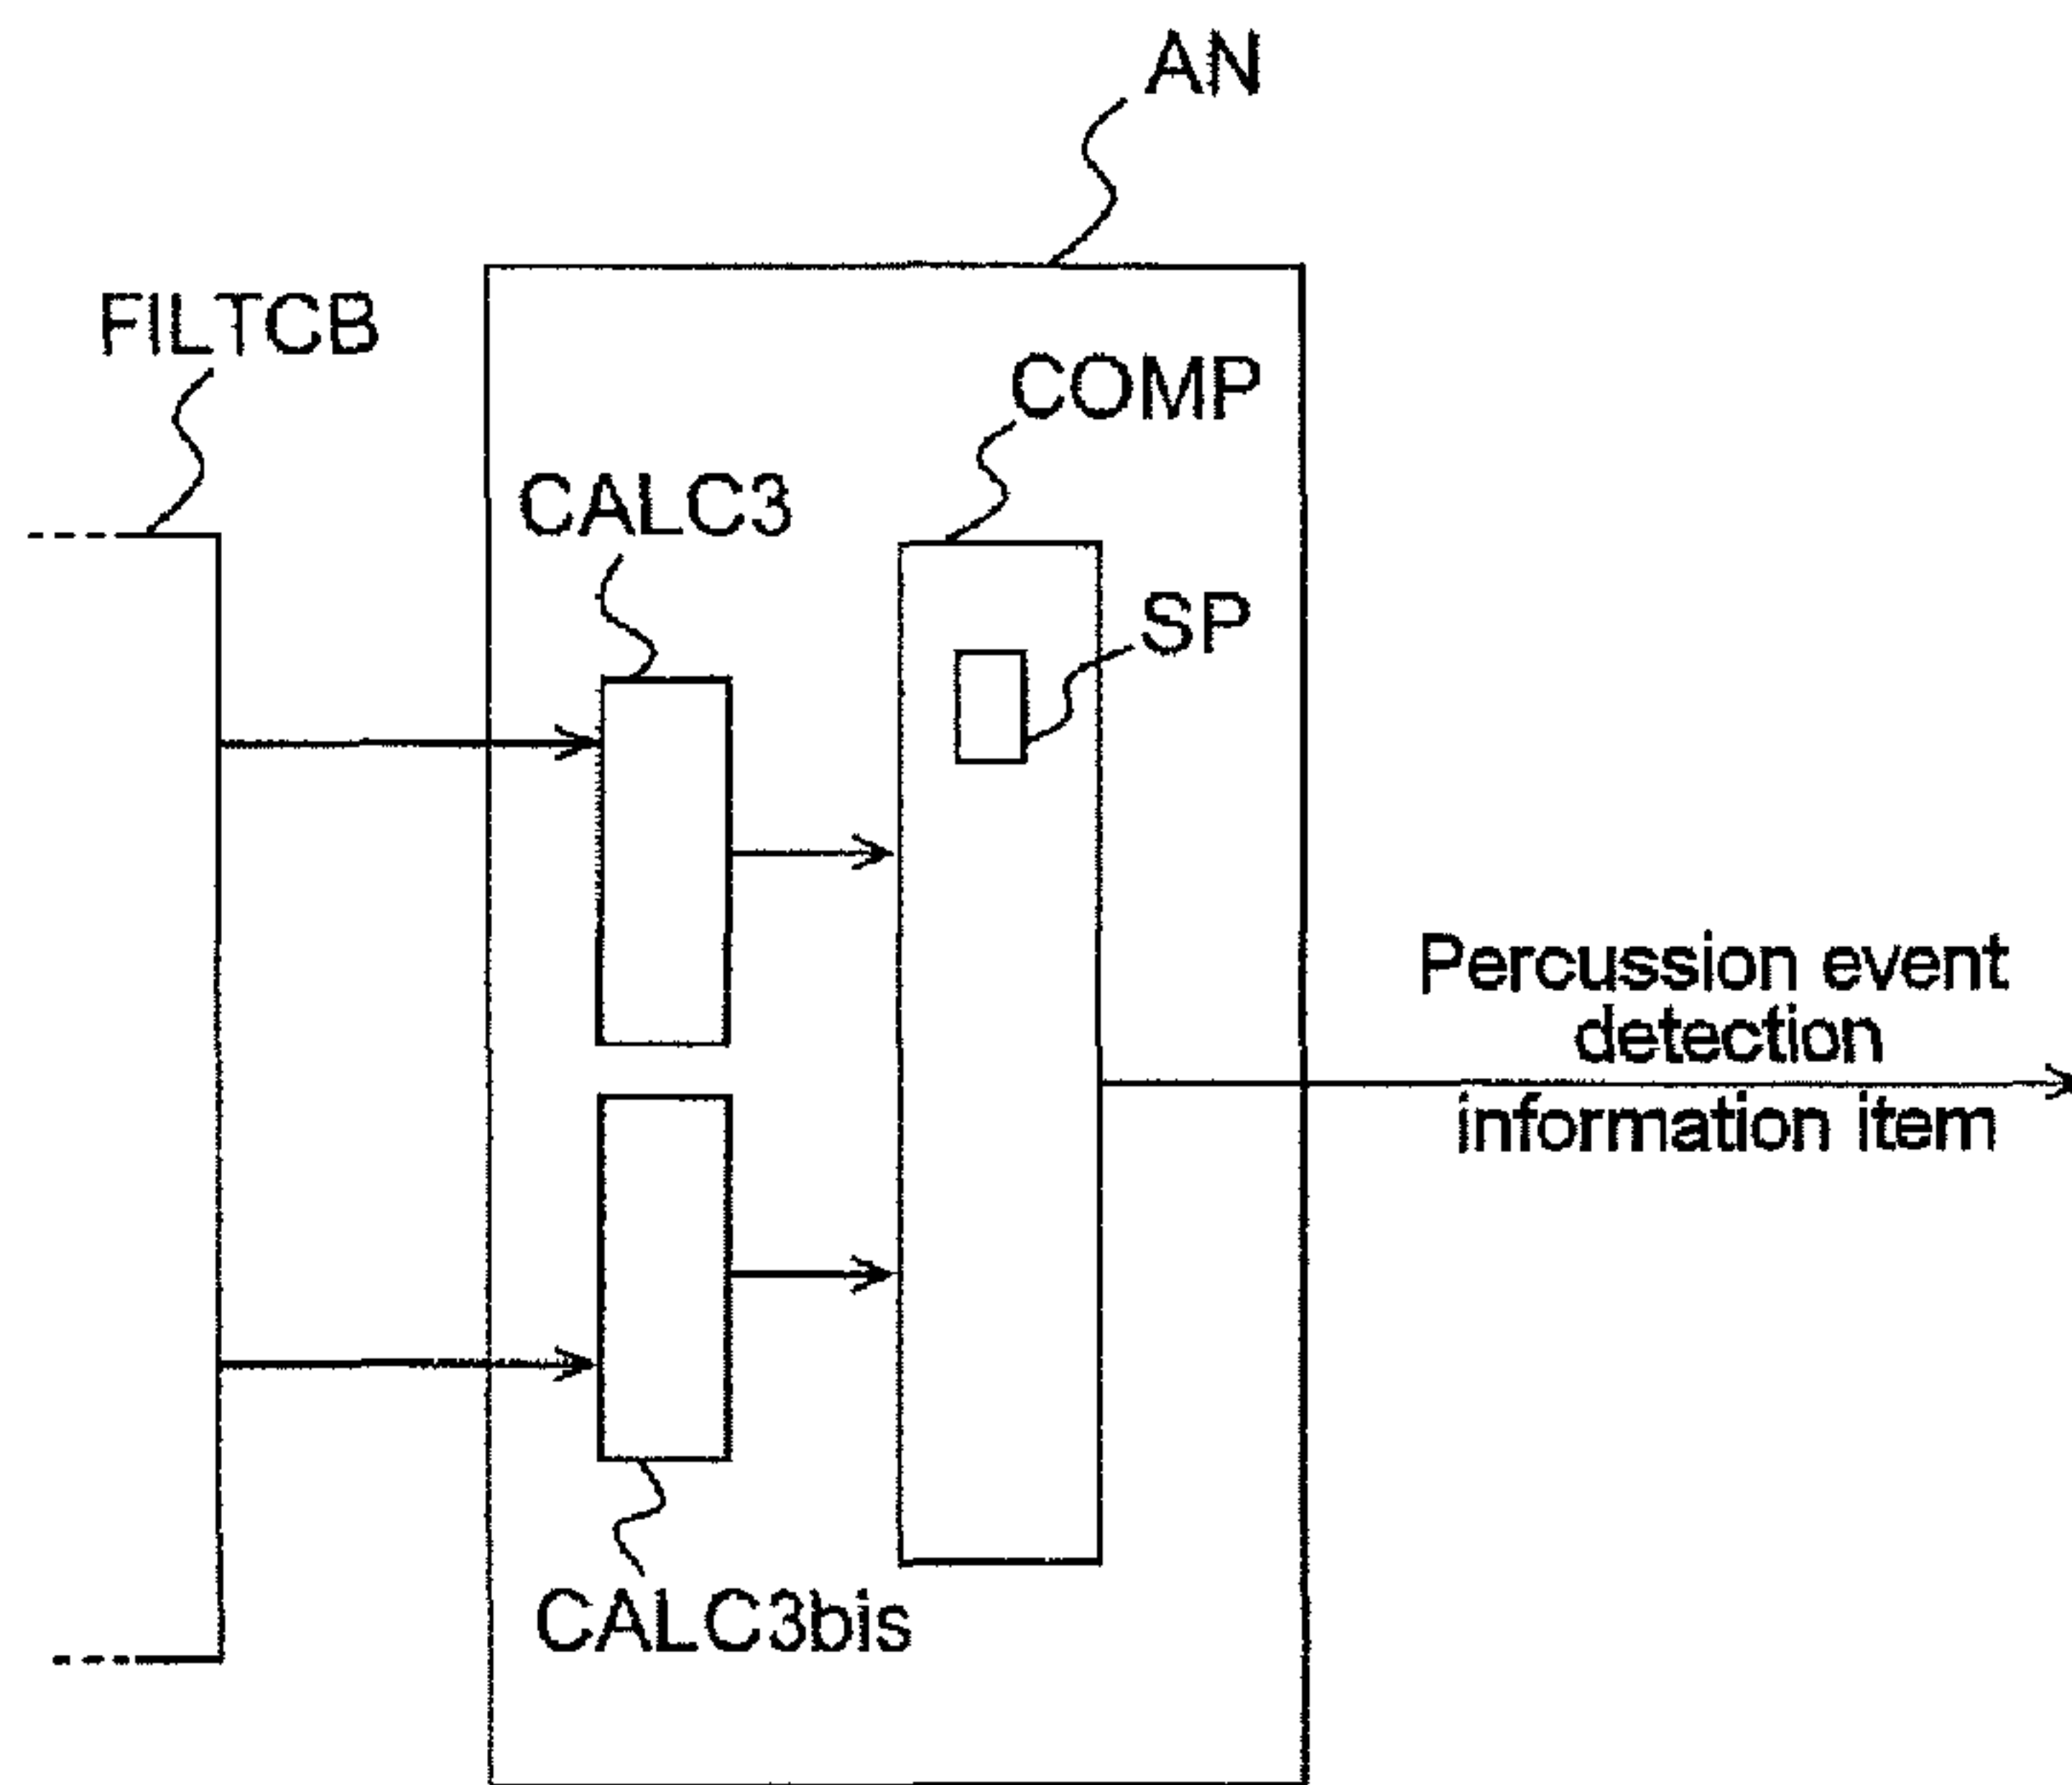 AN
FILTCB
COMP
CALC3
SP
Percussion event
detection
information item
CALC3bis